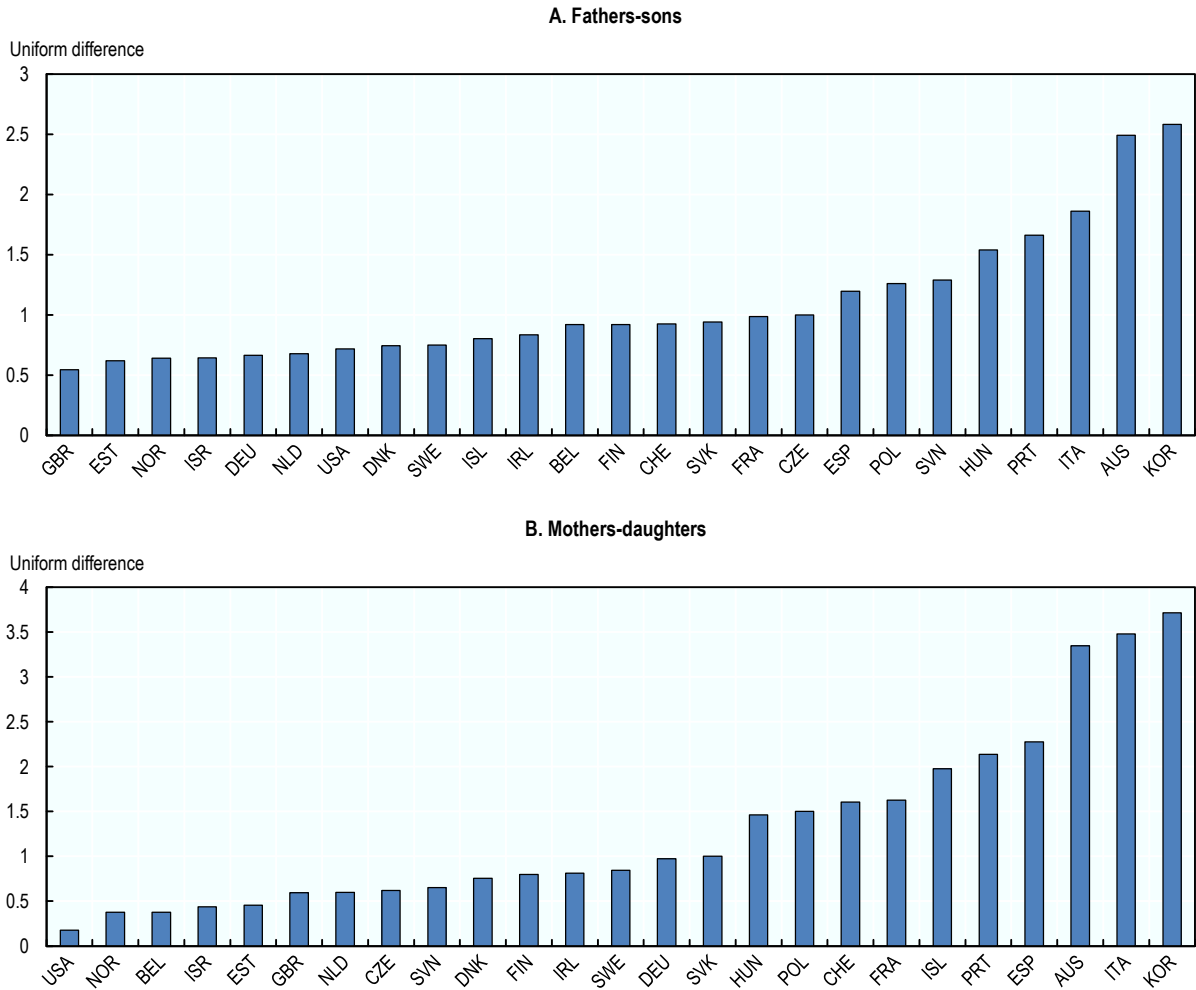 A. Fathers-sons
Uniform difference
3
2.5
2
1.5
1
0.5
0
GBR EST NOR ISR DEU NLD USA DNK SWE ISL IRL BEL FIN CHE SVK FRA CZE ESP POL SVN HUN PRT ITA AUS KOR
B. Mothers-daughters
Uniform difference
4
3.5
3
2.5
2
1.5
1
0.5
0
USA NOR BEL ISR EST GBR NLD CZE SVN DNK FIN IRL SWE DEU SVK HUN POL CHE FRA ISL PRT ESP AUS ITA KOR